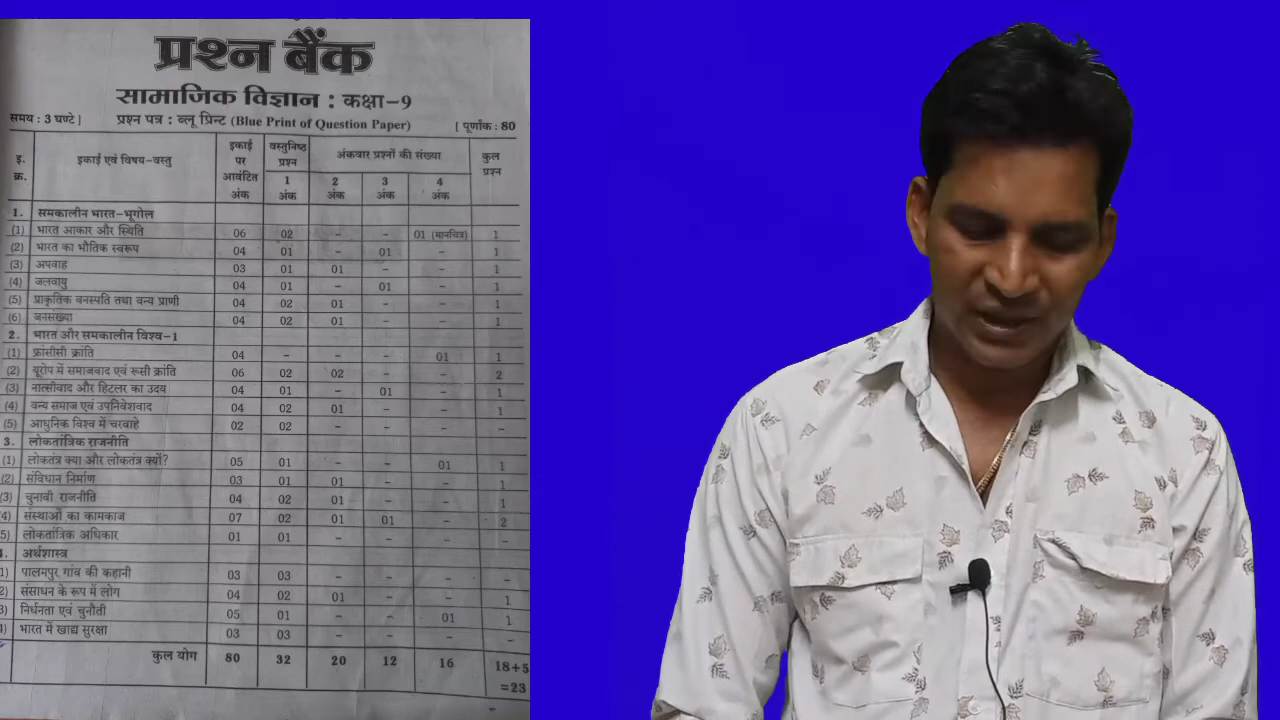 प्रश्न बैंक
सामाजिक विज्ञान : कक्षा-9
समय : 3 घण्टे ] प्रश्न पत्र : ब्लू प्रिन्ट (Blue Print of Question Paper) [ पूर्णांक : 80
इ. क्र. इकाई एवं विषय-वस्तु इकाई पर आवंटित अंक वस्तुनिष्ठ प्रश्न अंकवार प्रश्नों की संख्या कुल प्रश्न
1 अंक 2 अंक 3 अंक 4 अंक
1. समकालीन भारत-भूगोल
(1) भारत आकार और स्थिति 06 02 - - 01 (मानचित्र) 1
(2) भारत का भौतिक स्वरूप 04 01 - 01 - 1
(3) अपवाह 03 01 01 - - 1
(4) जलवायु 04 01 - 01 - 1
(5) प्राकृतिक वनस्पति तथा वन्य प्राणी 04 02 01 - - 1
(6) जनसंख्या 04 02 01 - - 1
2. भारत और समकालीन विश्व-1
(1) फ्रांसीसी क्रांति 04 - - - 01 1
(2) यूरोप में समाजवाद एवं रूसी क्रांति 06 02 02 - - 2
(3) नात्सीवाद और हिटलर का उदय 04 01 - 01 - 1
(4) वन्य समाज एवं उपनिवेशवाद 04 02 01 - - 1
(5) आधुनिक विश्व में चरवाहे 02 02 - - - -
3. लोकतांत्रिक राजनीति
(1) लोकतंत्र क्या और लोकतंत्र क्यों? 05 01 - - 01 1
(2) संविधान निर्माण 03 01 01 - - 1
(3) चुनावी राजनीति 04 02 01 - - 1
4) संस्थाओं का कामकाज 07 02 01 01 - 2
5) लोकतांत्रिक अधिकार 01 01 - - - -
. अर्थशास्त्र
1) पालमपुर गांव की कहानी 03 03 - - - -
2) संसाधन के रूप में लोग 04 02 01 - - 1
3) निर्धनता एवं चुनौती 05 01 - - 01 1
) भारत में खाद्य सुरक्षा 03 03 - - - -
कुल योग 80 32 20 12 16 18+5
=23